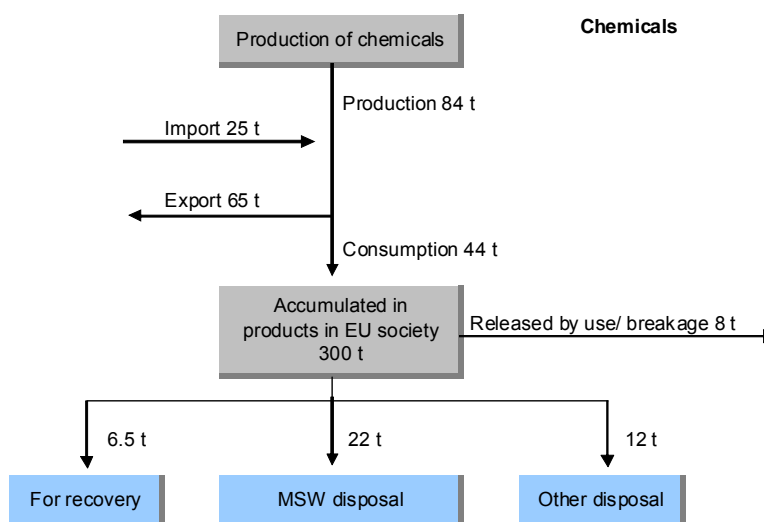 Chemicals
Production of chemicals
Production 84 t
Import 25 t
Export 65 t
Consumption 44 t
Accumulated in
products in EU society
300 t
Released by use/ breakage 8 t
6.5 t
22 t
12 t
For recovery
MSW disposal
Other disposal